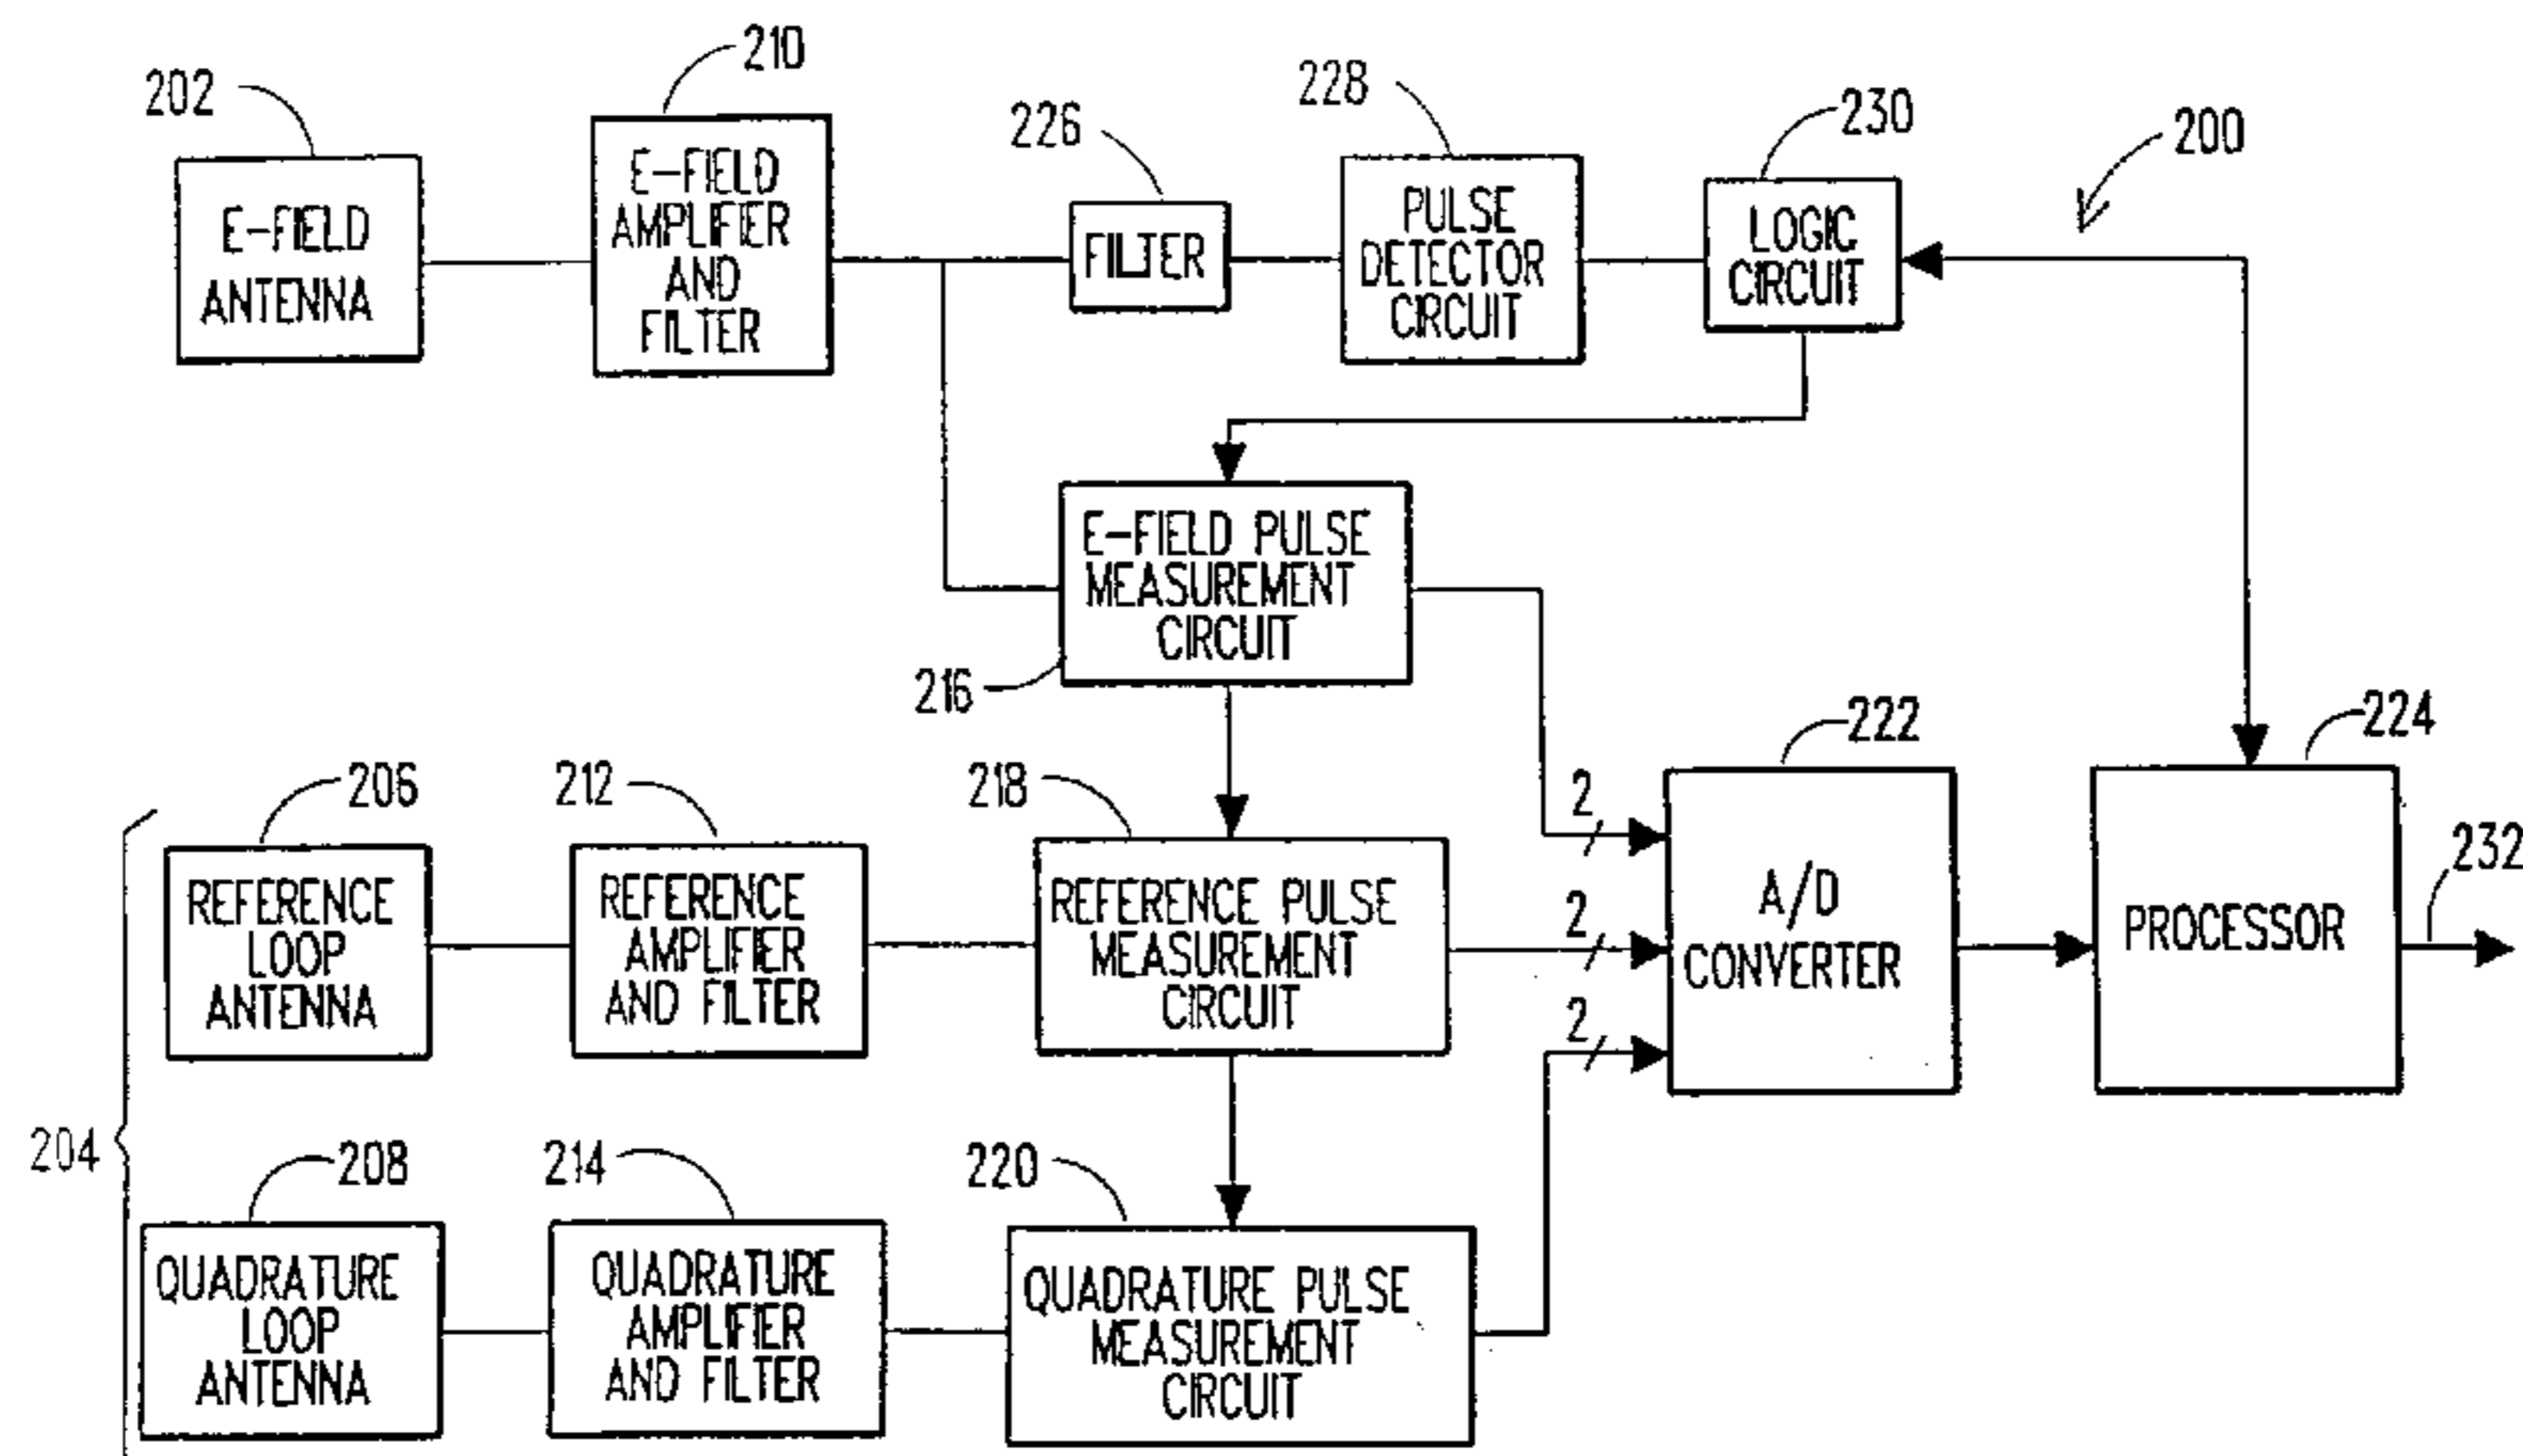 210
202
228
226
230
200
E-FIELD
ANTENNA
E-FIELD
AMPLIFIER
AND
FILTER
FILTER
PULSE
DETECTOR
CIRCUIT
LOGIC
CIRCUIT
E-FIELD PULSE
MEASUREMENT
CIRCUIT
216
222
224
206
212
218
2
232
REFERENCE
LOOP
ANTENNA
REFERENCE
AMPLIFIER
AND FILTER
REFERENCE PULSE
MEASUREMENT
CIRCUIT
2
A/D
CONVERTER
PROCESSOR
2
204
208
214
220
QUADRATURE
LOOP
ANTENNA
QUADRATURE
AMPLIFIER
AND FILTER
QUADRATURE PULSE
MEASUREMENT
CIRCUIT